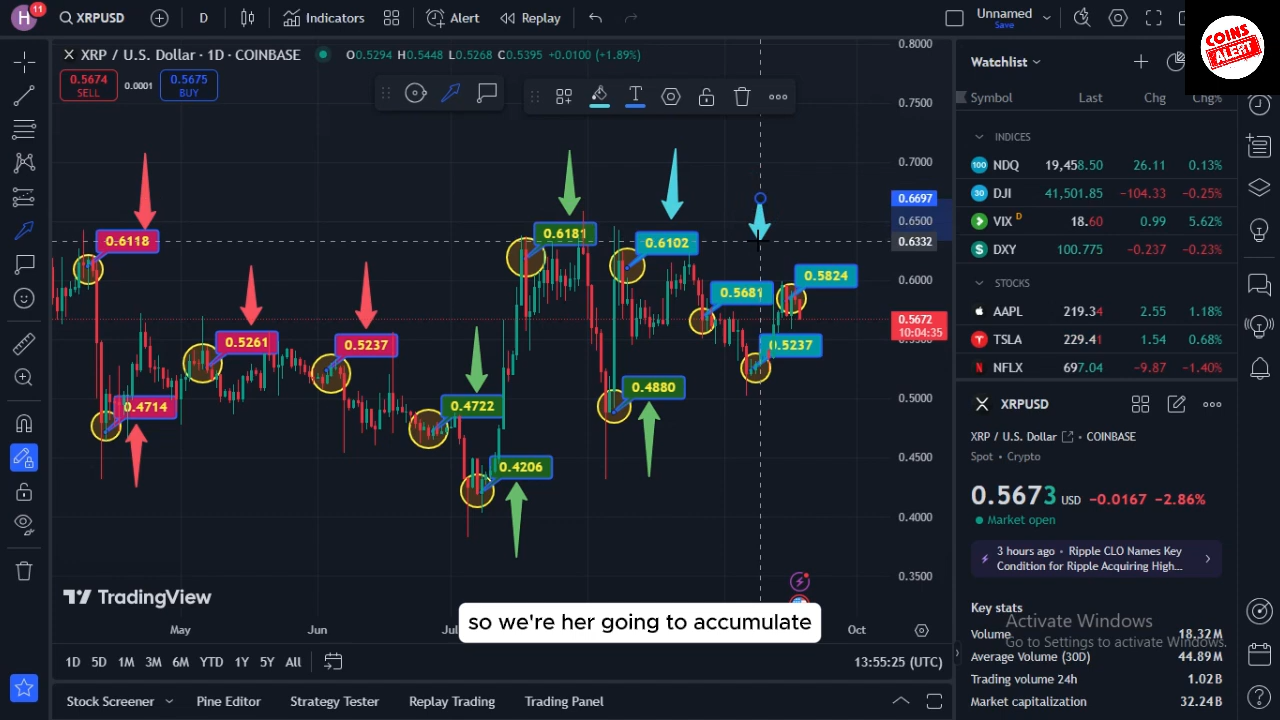 H
11
XRPUSD
D
Indicators
Alert
Replay
Unnamed
Save
COINS
ALERT
XRP / U.S. Dollar · 1D · COINBASE
O0.5294 H0.5448 L0.5268 C0.5395 +0.0100 (+1.89%)
0.5674
SELL
0.0001
0.5675
BUY
T
0.8000
0.7500
0.7000
0.6697
0.6500
0.6332
0.6000
0.5672
10:04:35
0.5000
0.4500
0.4000
0.3500
0.6118
0.4714
0.5261
0.5237
0.4722
0.4206
0.6181
0.4880
0.6102
0.5681
0.5237
0.5824
TradingView
so we're her going to accumulate
May
Jun
Jul
Oct
1D 5D 1M 3M 6M YTD 1Y 5Y All
13:55:25 (UTC)
Stock Screener
Pine Editor
Strategy Tester
Replay Trading
Trading Panel
Watchlist
Symbol Last Chg Chg%
INDICES
100 NDQ 19,458.50 26.11 0.13%
30 DJI 41,501.85 −104.33 −0.25%
VIX D 18.60 0.99 5.62%
$ DXY 100.775 −0.237 −0.23%
STOCKS
AAPL 219.34 2.55 1.18%
TSLA 229.41 1.54 0.68%
NFLX 697.04 −9.87 −1.40%
XRPUSD
XRP / U.S. Dollar · COINBASE
Spot • Crypto
0.5673 USD −0.0167 −2.86%
Market open
3 hours ago • Ripple CLO Names Key
Condition for Ripple Acquiring High...
Key stats
Activate Windows
Go to Settings to activate Windows.
Volume 18.32M
Average Volume (30D) 44.89M
Trading volume 24h 1.02B
Market capitalization 32.24B